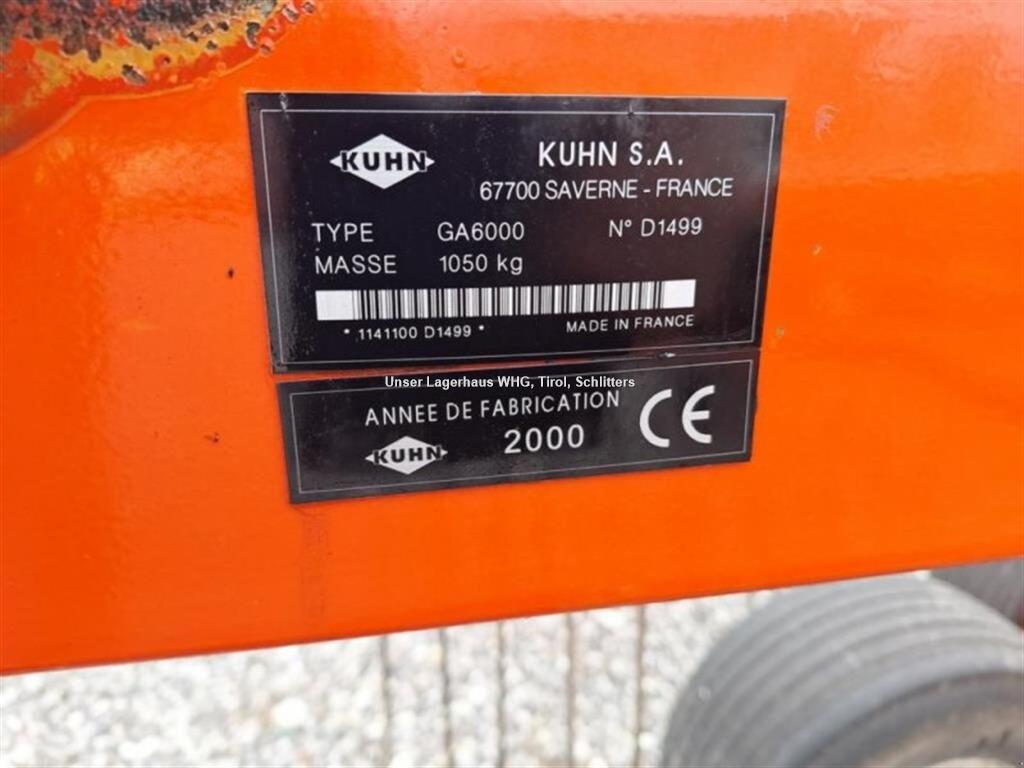 KUHN
KUHN S.A.
67700 SAVERNE - FRANCE
TYPE GA6000 N° D1499
MASSE 1050 kg
* 1141100 D1499 * MADE IN FRANCE
Unser Lagerhaus WHG, Tirol, Schlitters
ANNEE DE FABRICATION
KUHN 2000 CE